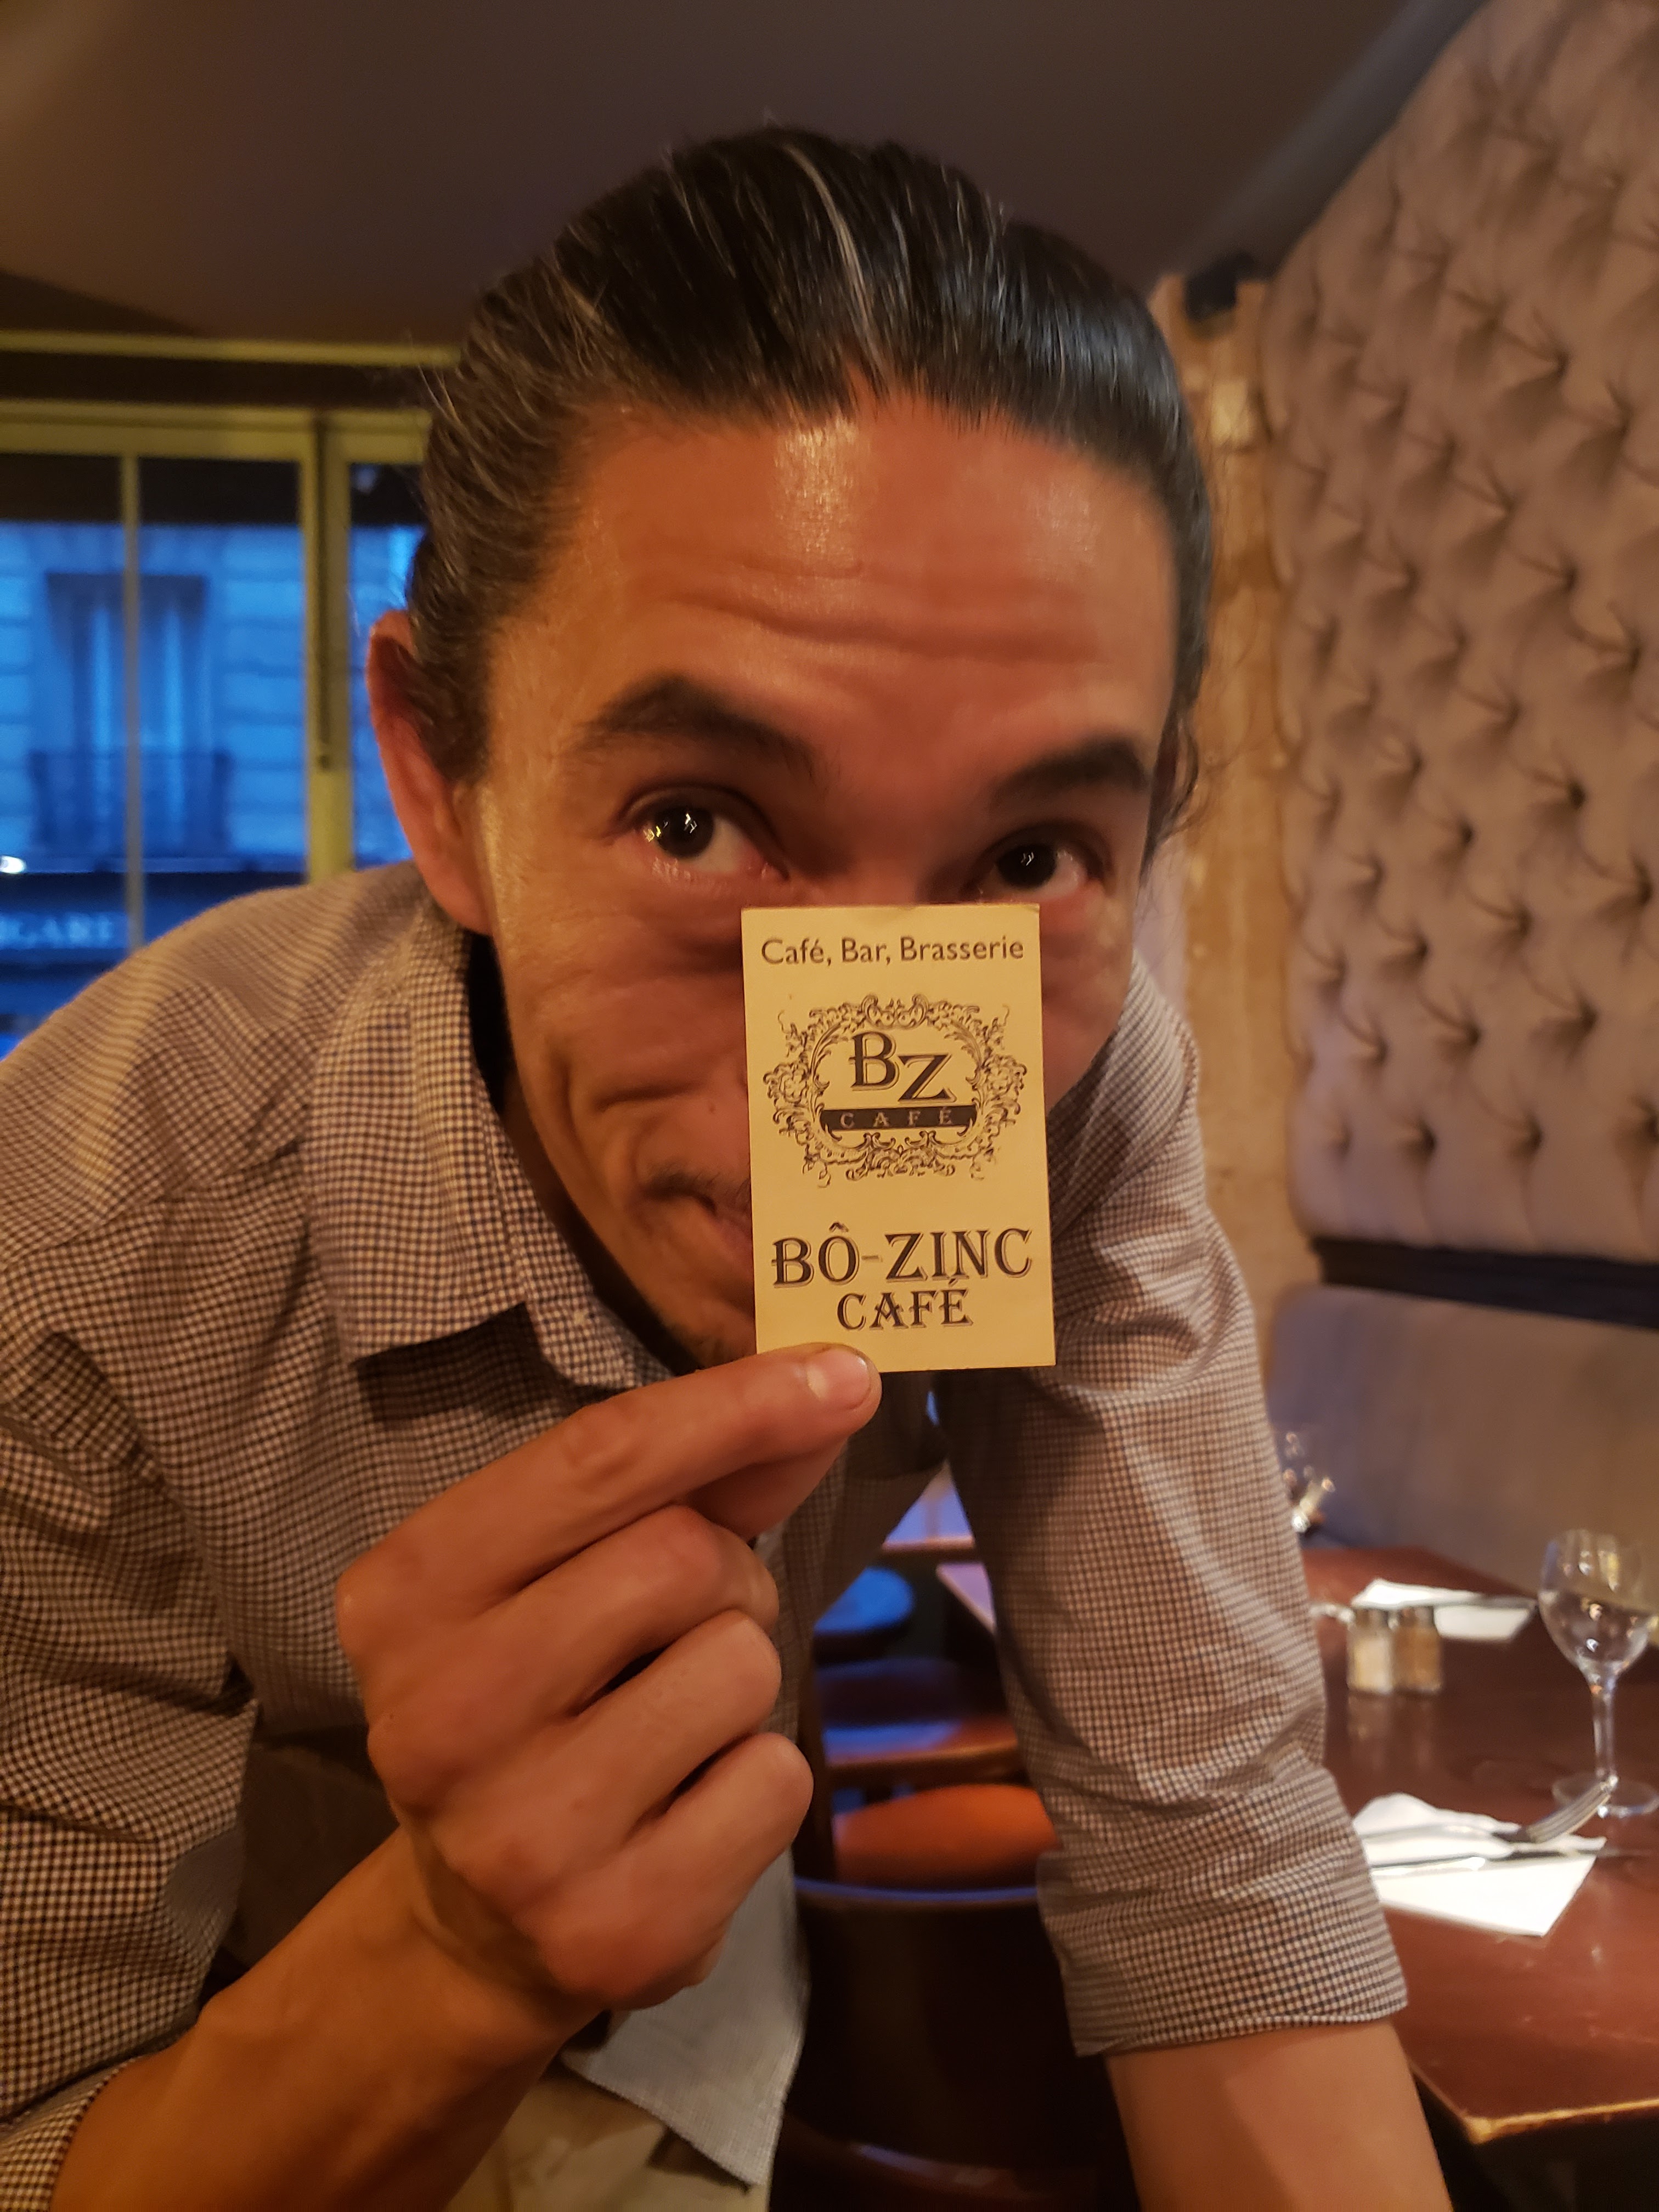 Café, Bar, Brasserie
BZ
CAFÉ
BÔ-ZINC
CAFÉ